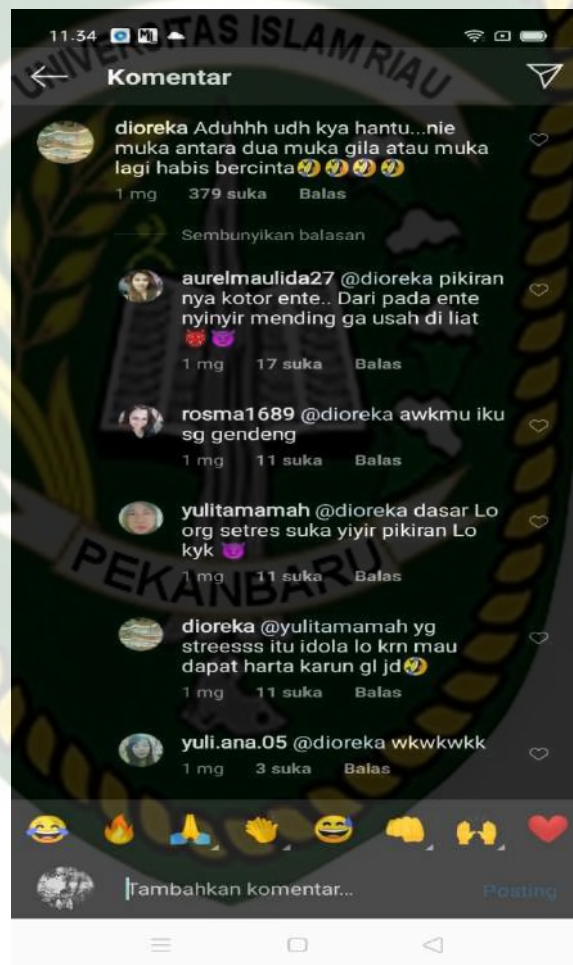 UNIVERSITAS ISLAM RIAU
11.34
Komentar
dioreka Aduhhh udh kya hantu...nie
muka antara dua muka gila atau muka
lagi habis bercinta🤣🤣🤣🤣
1 mg 379 suka Balas
Sembunyikan balasan
aurelmaulida27 @dioreka pikiran
nya kotor ente.. Dari pada ente
nyinyir mending ga usah di liat
👹😈
1 mg 17 suka Balas
rosma1689 @dioreka awkmu iku
sg gendeng
1 mg 11 suka Balas
yulitamamah @dioreka dasar Lo
org setres suka yiyir pikiran Lo
kyk 😈
1 mg 11 suka Balas
PEKANBARU
dioreka @yulitamamah yg
streesss itu idola lo krn mau
dapat harta karun gl jd🤣
1 mg 11 suka Balas
yuli.ana.05 @dioreka wkwkwkk
1 mg 3 suka Balas
😂🔥🙏👏😅👊🙌❤️
Tambahkan komentar... Posting